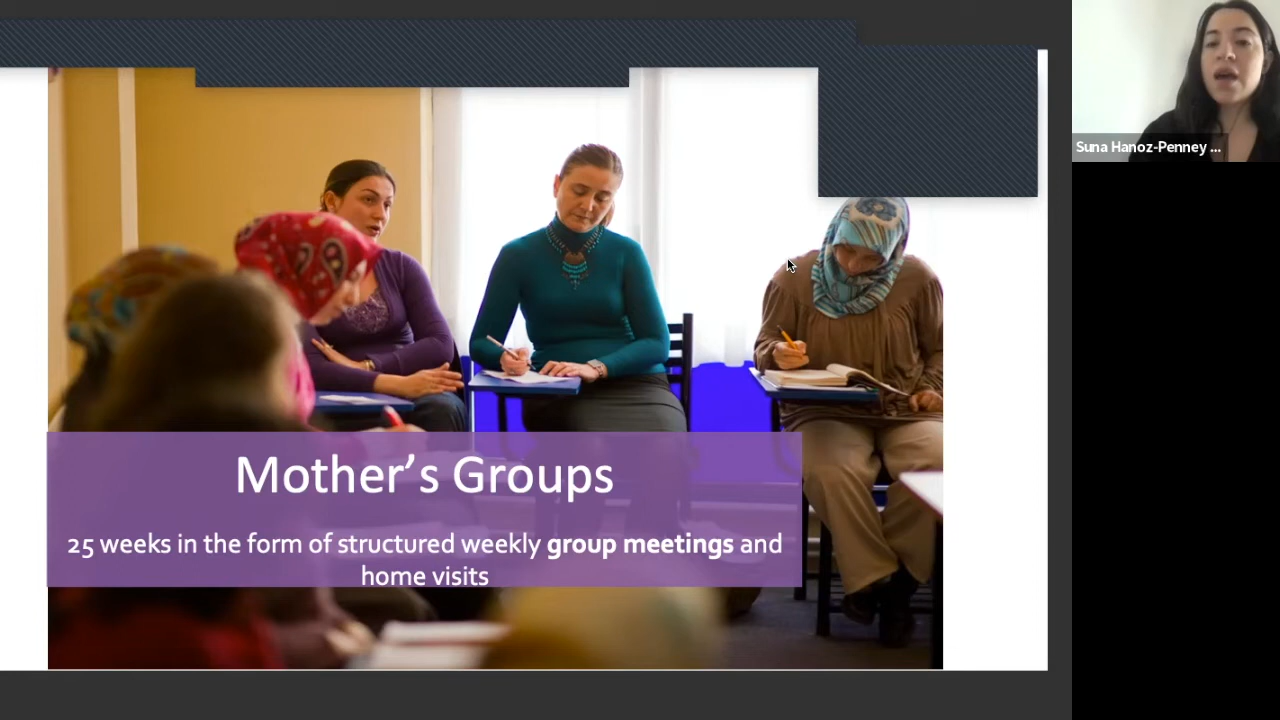 Suna Hanoz-Penney ...
Mother’s Groups
25 weeks in the form of structured weekly group meetings and
home visits